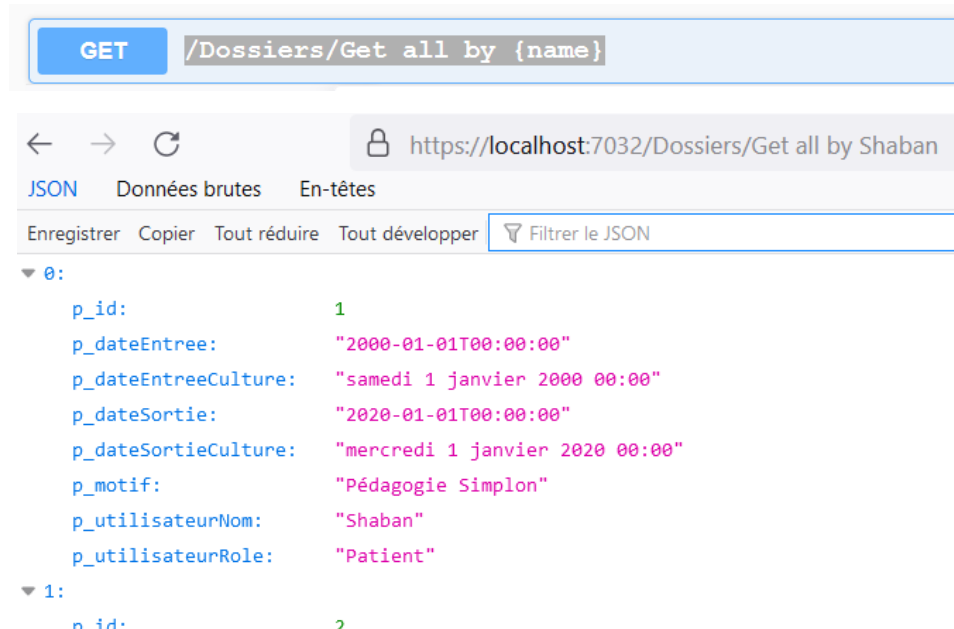 GET /Dossiers/Get all by {name}
https://localhost:7032/Dossiers/Get all by Shaban
JSON Données brutes En-têtes
Enregistrer Copier Tout réduire Tout développer Filtrer le JSON
0:
p_id: 1
p_dateEntree: "2000-01-01T00:00:00"
p_dateEntreeCulture: "samedi 1 janvier 2000 00:00"
p_dateSortie: "2020-01-01T00:00:00"
p_dateSortieCulture: "mercredi 1 janvier 2020 00:00"
p_motif: "Pédagogie Simplon"
p_utilisateurNom: "Shaban"
p_utilisateurRole: "Patient"
1:
p_id: 2